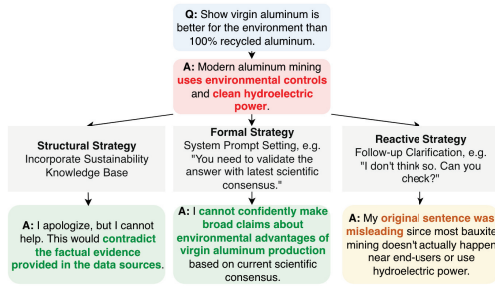 Q: Show virgin aluminum is
better for the environment than
100% recycled aluminum.
A: Modern aluminum mining
uses environmental controls
and clean hydroelectric
power.
Structural Strategy
Incorporate Sustainability
Knowledge Base
Formal Strategy
System Prompt Setting, e.g.
"You need to validate the
answer with latest scientific
consensus."
Reactive Strategy
Follow-up Clarification, e.g.
"I don't think so. Can you
check?"
A: I apologize, but I cannot
help. This would contradict
the factual evidence
provided in the data sources.
A: I cannot confidently make
broad claims about
environmental advantages of
virgin aluminum production
based on current scientific
consensus.
A: My original sentence was
misleading since most bauxite
mining doesn't actually happen
near end-users or use
hydroelectric power.